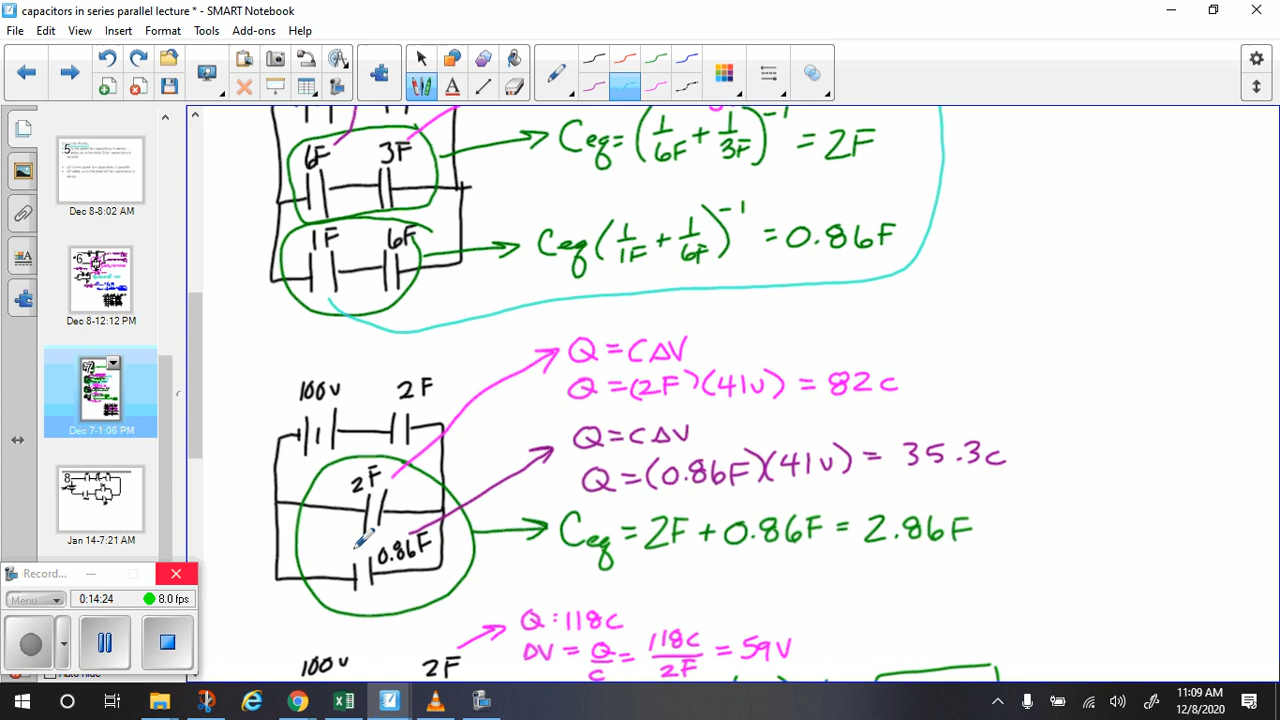 capacitors in series parallel lecture * - SMART Notebook
File Edit View Insert Format Tools Add-ons Help
6F 3F
Ceq = (1/6F + 1/3F)^-1 = 2F
1F 6F
Ceq (1/1F + 1/6F)^-1 = 0.86F
Q = CΔV
Q = (2F)(41v) = 82c
100v 2F
Q = CΔV
Q = (0.86F)(41v) = 35.3c
2F
0.86F
Ceq = 2F + 0.86F = 2.86F
Q: 118c
ΔV = Q/c = 118c/2F = 59V
100v 2F
5
Dec 8-8:02 AM
6
Dec 8-12:12 PM
Dec 7-1:06 PM
8
Jan 14-7:21 AM
Record...
Menu
0:14:24
8.0 fps
Auto-hide
11:09 AM
12/8/2020